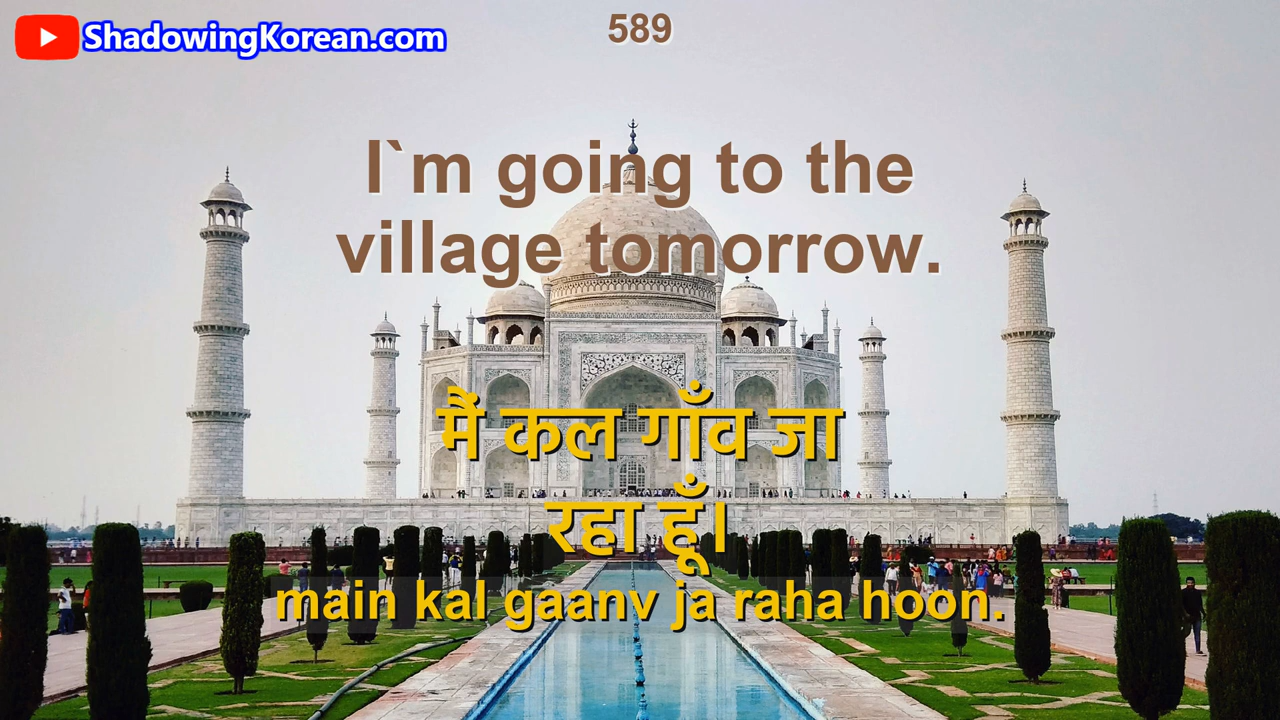 ShadowingKorean.com
589
I`m going to the
village tomorrow.
मैं कल गाँव जा
रहा हूँ।
main kal gaanv ja raha hoon.